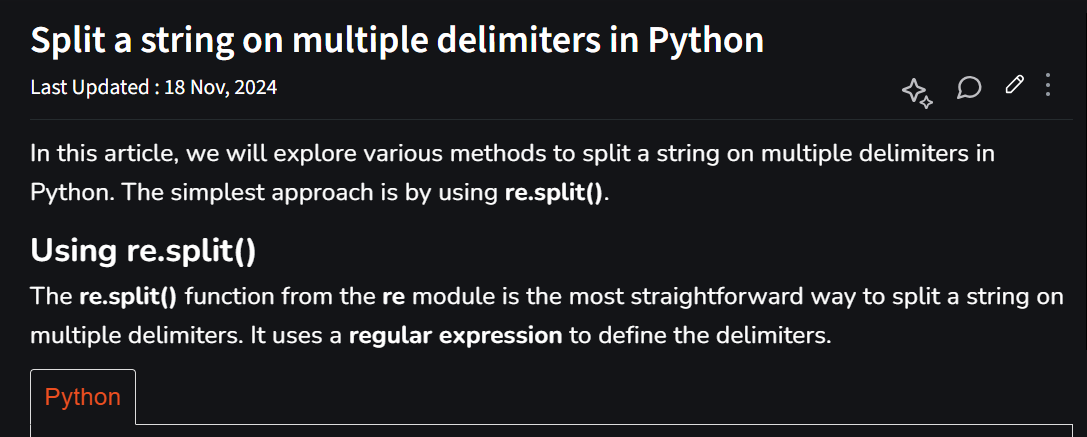 Split a string on multiple delimiters in Python
Last Updated : 18 Nov, 2024
In this article, we will explore various methods to split a string on multiple delimiters in
Python. The simplest approach is by using re.split().
Using re.split()
The re.split() function from the re module is the most straightforward way to split a string on
multiple delimiters. It uses a regular expression to define the delimiters.
Python